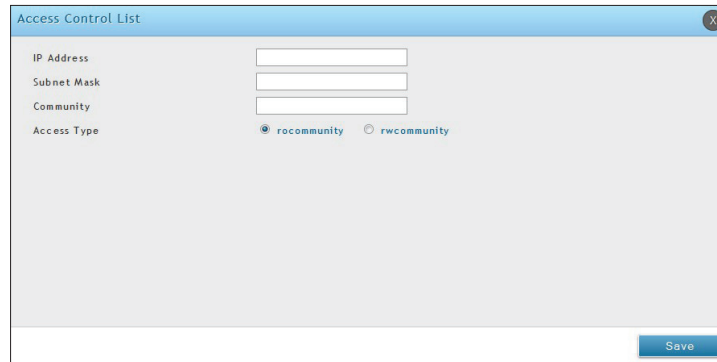 Access Control List
X
IP Address
Subnet Mask
Community
Access Type rocommunity rwcommunity
Save